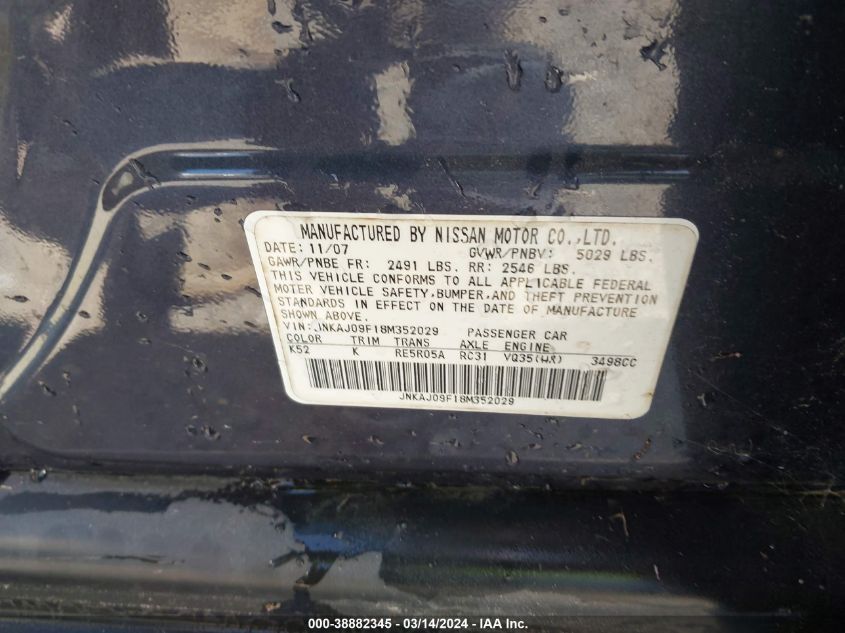 MANUFACTURED BY NISSAN MOTOR CO.,LTD.
DATE: 11/07 GVWR/PNBV: 5029 LBS.
GAWR/PNBE FR: 2491 LBS. RR: 2546 LBS.
THIS VEHICLE CONFORMS TO ALL APPLICABLE FEDERAL
MOTOR VEHICLE SAFETY, BUMPER, AND THEFT PREVENTION
STANDARDS IN EFFECT ON THE DATE OF MANUFACTURE
SHOWN ABOVE.
VIN: JNKAJ09F18M352029 PASSENGER CAR
COLOR TRIM TRANS AXLE ENGINE
K52 K RE5R05A RC31 VQ35(HR) 3498CC
JNKAJ09F18M352029
000-38882345 - 03/14/2024 - IAA Inc.